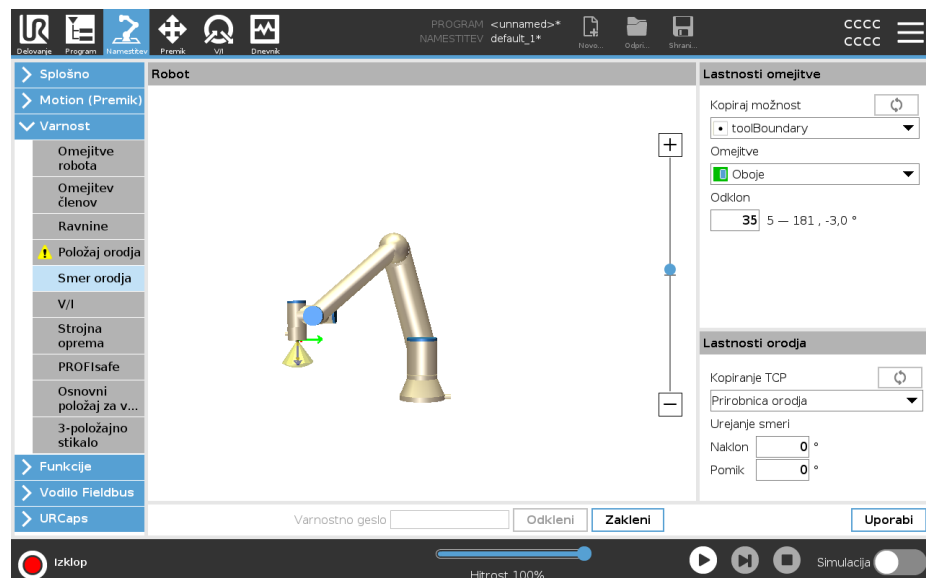 PROGRAM <unnamed>*
NAMESTITEV default_1*
Delovanje Program Namestitev Premik V/I Dnevnik
Novo... Odpri... Shrani...
CCCC
CCCC
Splošno
Motion (Premik)
Varnost
Omejitve
robota
Omejitev
členov
Ravnine
Položaj orodja
Smer orodja
V/I
Strojna
oprema
PROFIsafe
Osnovni
položaj za v...
3-položajno
stikalo
Funkcije
Vodilo Fieldbus
URCaps
Robot
Lastnosti omejitve
Kopiraj možnost
toolBoundary
Omejitve
Oboje
Odklon
35 5 — 181 , -3,0 °
Lastnosti orodja
Kopiranje TCP
Prirobnica orodja
Urejanje smeri
Naklon 0 °
Pomik 0 °
Varnostno geslo Odkleni Zakleni Uporabi
Izklop
Hitrost 100%
Simulacija